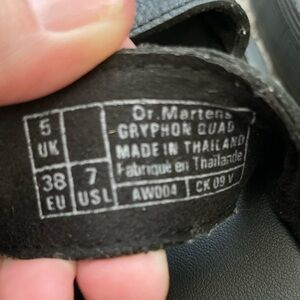 5
UK
38
EU
7
USL
Dr.Martens
GRYPHON QUAD
MADE IN THAILAND
Fabriqué en Thaïlande
AW004
CK 09 V